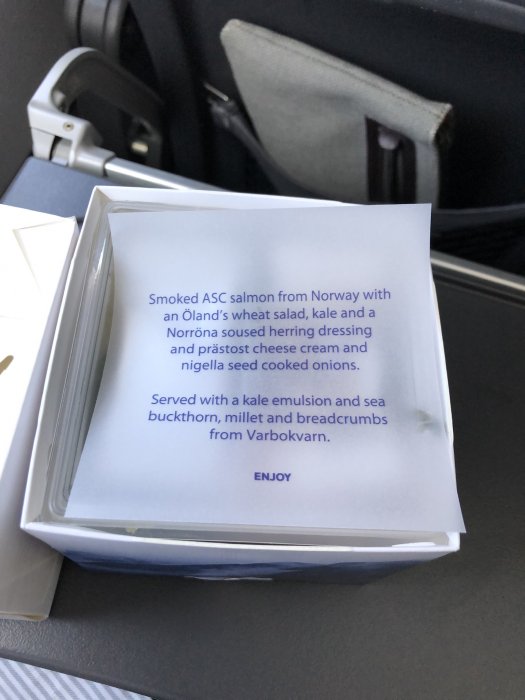 Smoked ASC salmon from Norway with
an Öland's wheat salad, kale and a
Norröna soused herring dressing
and prästost cheese cream and
nigella seed cooked onions.
Served with a kale emulsion and sea
buckthorn, millet and breadcrumbs
from Varbokvarn.
ENJOY